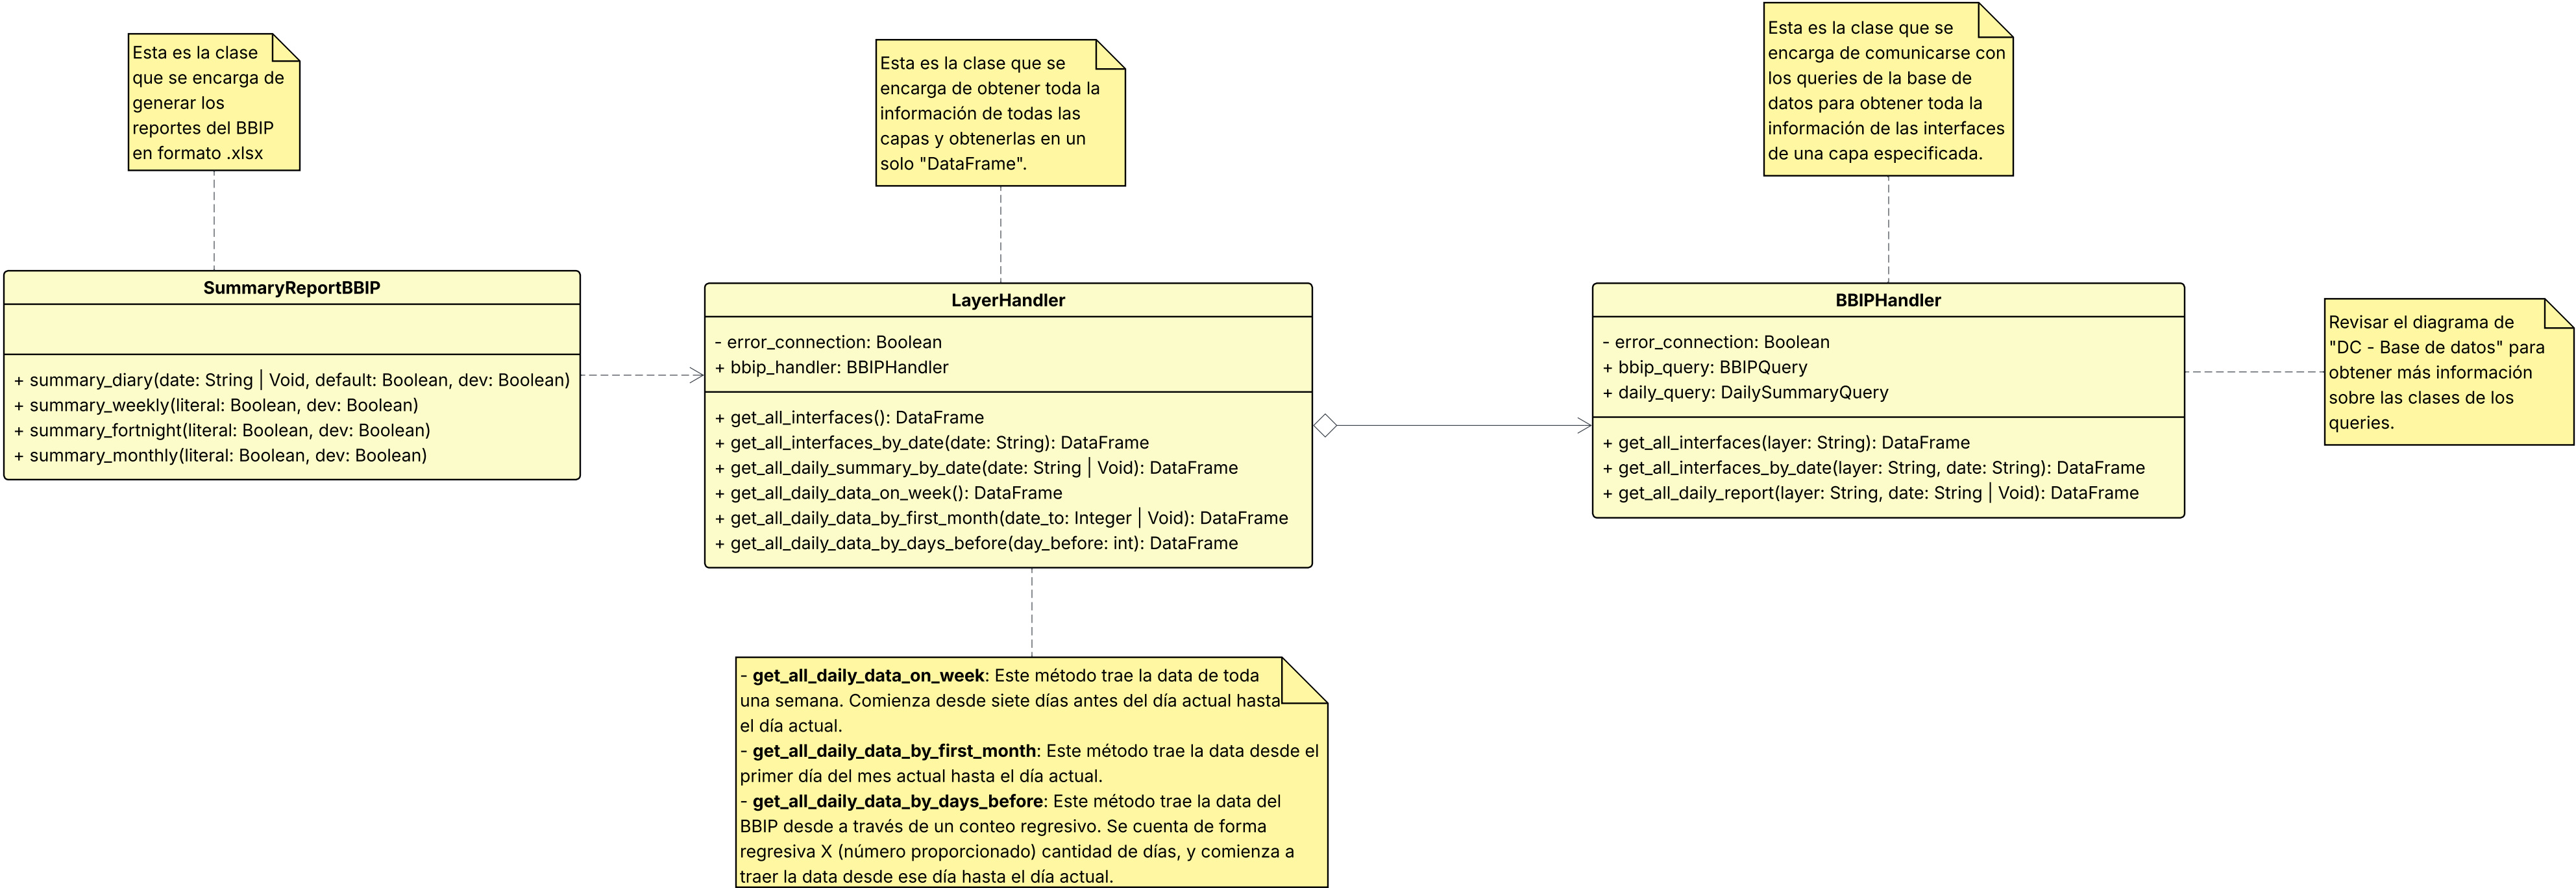 Esta es la clase
que se encarga de
generar los
reportes del BBIP
en formato .xlsx
Esta es la clase que se
encarga de obtener toda la
información de todas las
capas y obtenerlas en un
solo "DataFrame".
Esta es la clase que se
encarga de comunicarse con
los queries de la base de
datos para obtener toda la
información de las interfaces
de una capa especificada.
SummaryReportBBIP
+ summary_diary(date: String | Void, default: Boolean, dev: Boolean)
+ summary_weekly(literal: Boolean, dev: Boolean)
+ summary_fortnight(literal: Boolean, dev: Boolean)
+ summary_monthly(literal: Boolean, dev: Boolean)
LayerHandler
- error_connection: Boolean
+ bbip_handler: BBIPHandler
+ get_all_interfaces(): DataFrame
+ get_all_interfaces_by_date(date: String): DataFrame
+ get_all_daily_summary_by_date(date: String | Void): DataFrame
+ get_all_daily_data_on_week(): DataFrame
+ get_all_daily_data_by_first_month(date_to: Integer | Void): DataFrame
+ get_all_daily_data_by_days_before(day_before: int): DataFrame
BBIPHandler
- error_connection: Boolean
+ bbip_query: BBIPQuery
+ daily_query: DailySummaryQuery
+ get_all_interfaces(layer: String): DataFrame
+ get_all_interfaces_by_date(layer: String, date: String): DataFrame
+ get_all_daily_report(layer: String, date: String | Void): DataFrame
Revisar el diagrama de
"DC - Base de datos" para
obtener más información
sobre las clases de los
queries.
- get_all_daily_data_on_week: Este método trae la data de toda
una semana. Comienza desde siete días antes del día actual hasta
el día actual.
- get_all_daily_data_by_first_month: Este método trae la data desde el
primer día del mes actual hasta el día actual.
- get_all_daily_data_by_days_before: Este método trae la data del
BBIP desde a través de un conteo regresivo. Se cuenta de forma
regresiva X (número proporcionado) cantidad de días, y comienza a
traer la data desde ese día hasta el día actual.